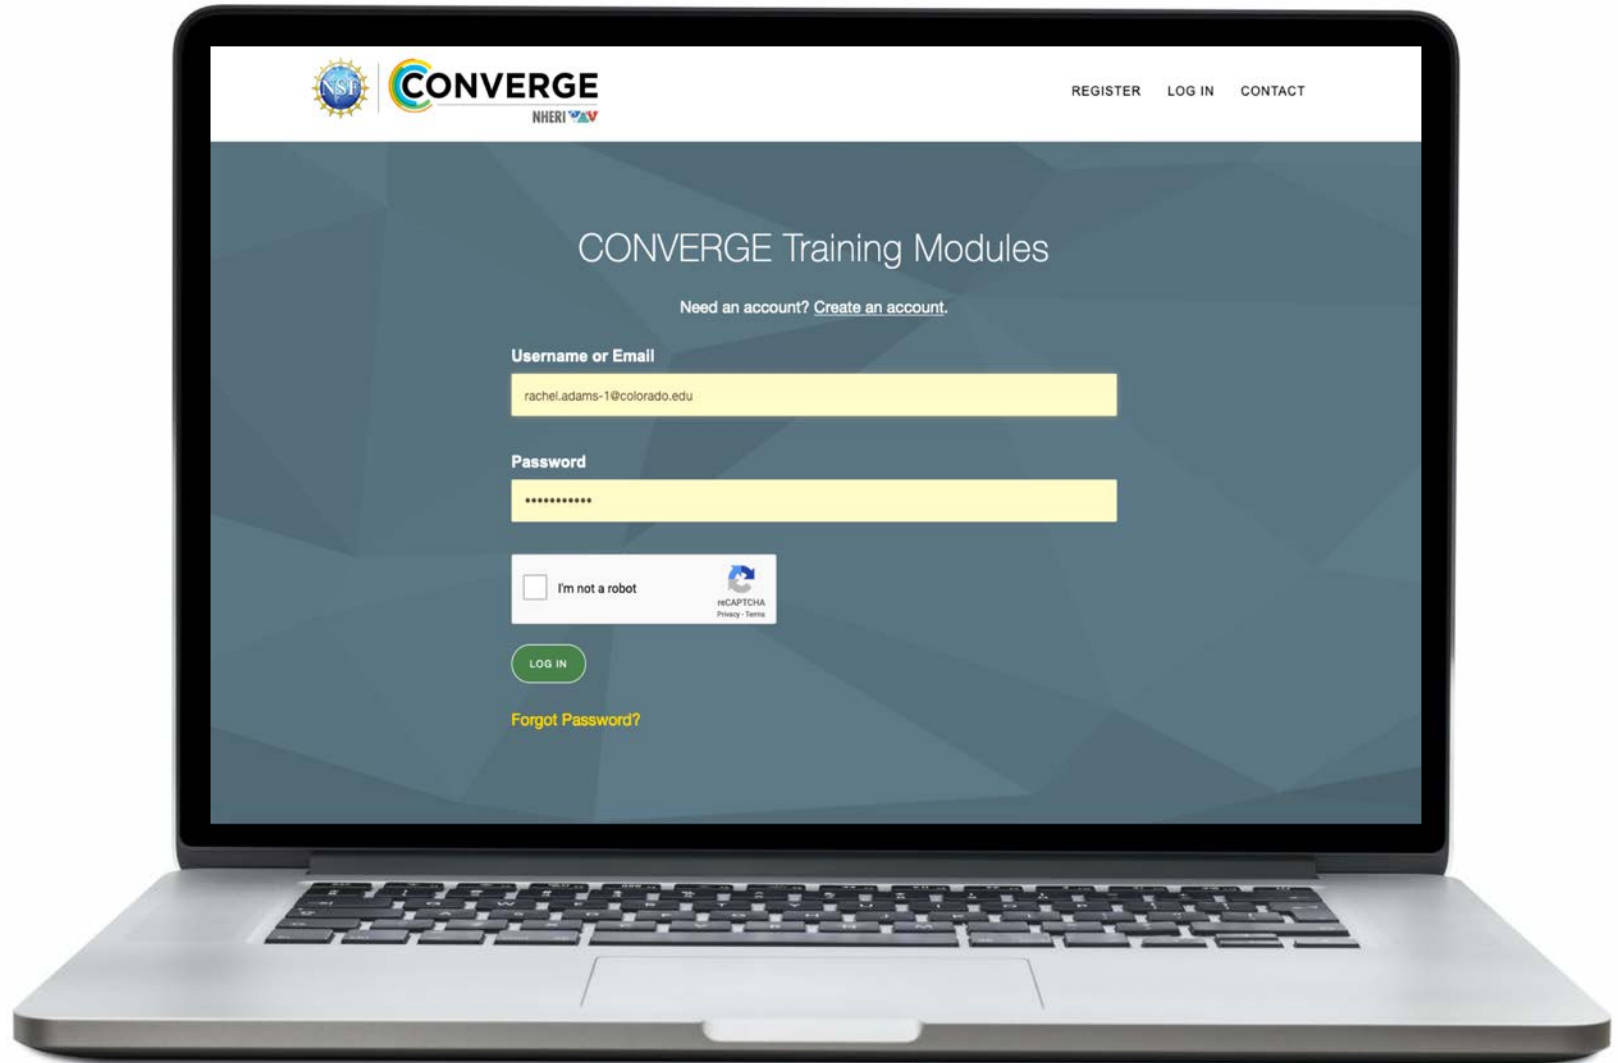 NSF
CONVERGE
NHERI
REGISTER LOG IN CONTACT
CONVERGE Training Modules
Need an account? Create an account.
Username or Email
rachel.adams-1@colorado.edu
Password
•••••••••••
I'm not a robot
reCAPTCHA
Privacy - Terms
LOG IN
Forgot Password?